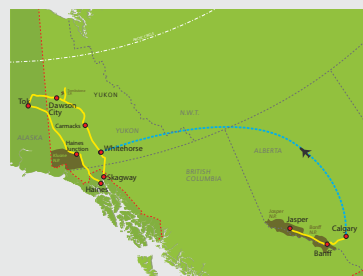 YUKON
Tok
Dawson
City
ALASKA
Carmacks
YUKON
N.W.T.
Haines
Junction
Whitehorse
ALBERTA
Skagway
Haines
BRITISH
COLUMBIA
Jasper
Banff
Calgary